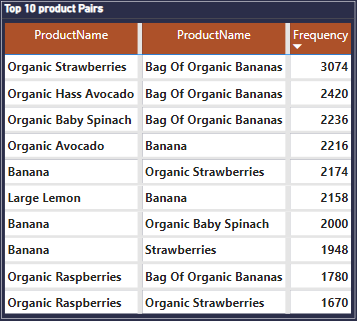 Top 10 product Pairs
ProductName ProductName Frequency
Organic Strawberries Bag Of Organic Bananas 3074
Organic Hass Avocado Bag Of Organic Bananas 2420
Organic Baby Spinach Bag Of Organic Bananas 2236
Organic Avocado Banana 2216
Banana Organic Strawberries 2174
Large Lemon Banana 2158
Banana Organic Baby Spinach 2000
Banana Strawberries 1948
Organic Raspberries Bag Of Organic Bananas 1780
Organic Raspberries Organic Strawberries 1670